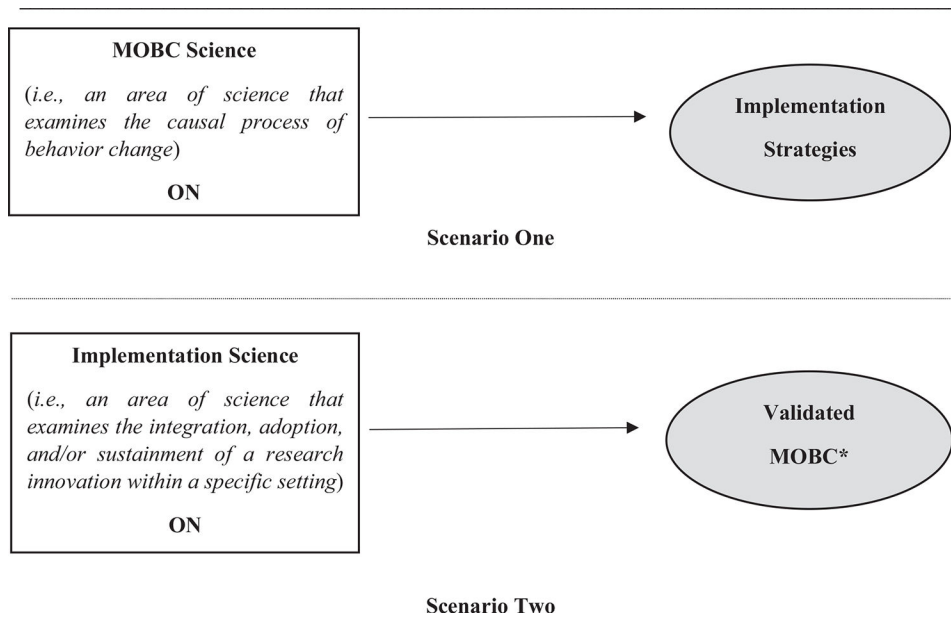 MOBC Science
(i.e., an area of science that
examines the causal process of
behavior change)
ON
Implementation
Strategies
Scenario One
Implementation Science
(i.e., an area of science that
examines the integration, adoption,
and/or sustainment of a research
innovation within a specific setting)
ON
Validated
MOBC*
Scenario Two